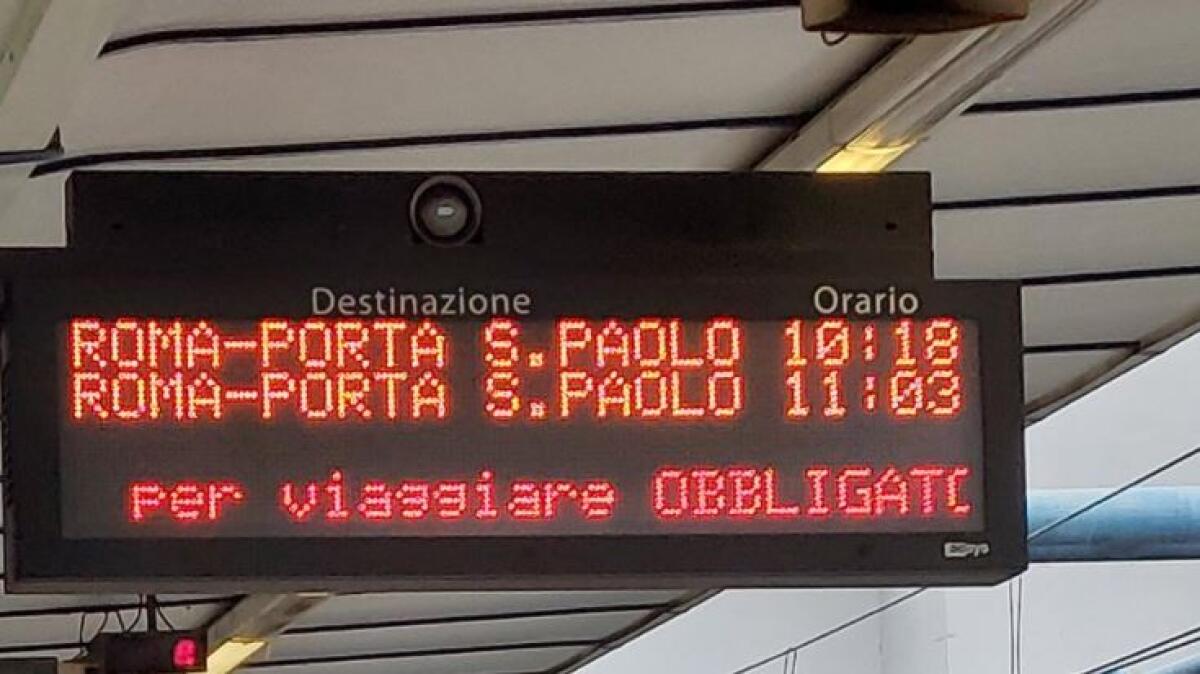 Destinazione Orario
ROMA-PORTA S.PAOLO 10:18
ROMA-PORTA S.PAOLO 11:03
per viaggiare OBBLIGATO